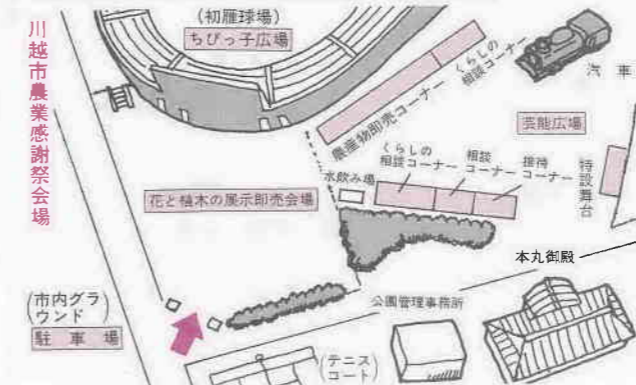 川越市農業感謝祭会場
(初雁球場)
ちびっ子広場
農産物即売コーナー
くらしの
相談コーナー
汽車
芸能広場
特設舞台
水飲み場
くらしの
相談コーナー
相談
コーナー
接待
コーナー
花と植木の展示即売会場
本丸御殿
公園管理事務所
(市内グラ
ウンド)
駐車場
(テニス
コート)